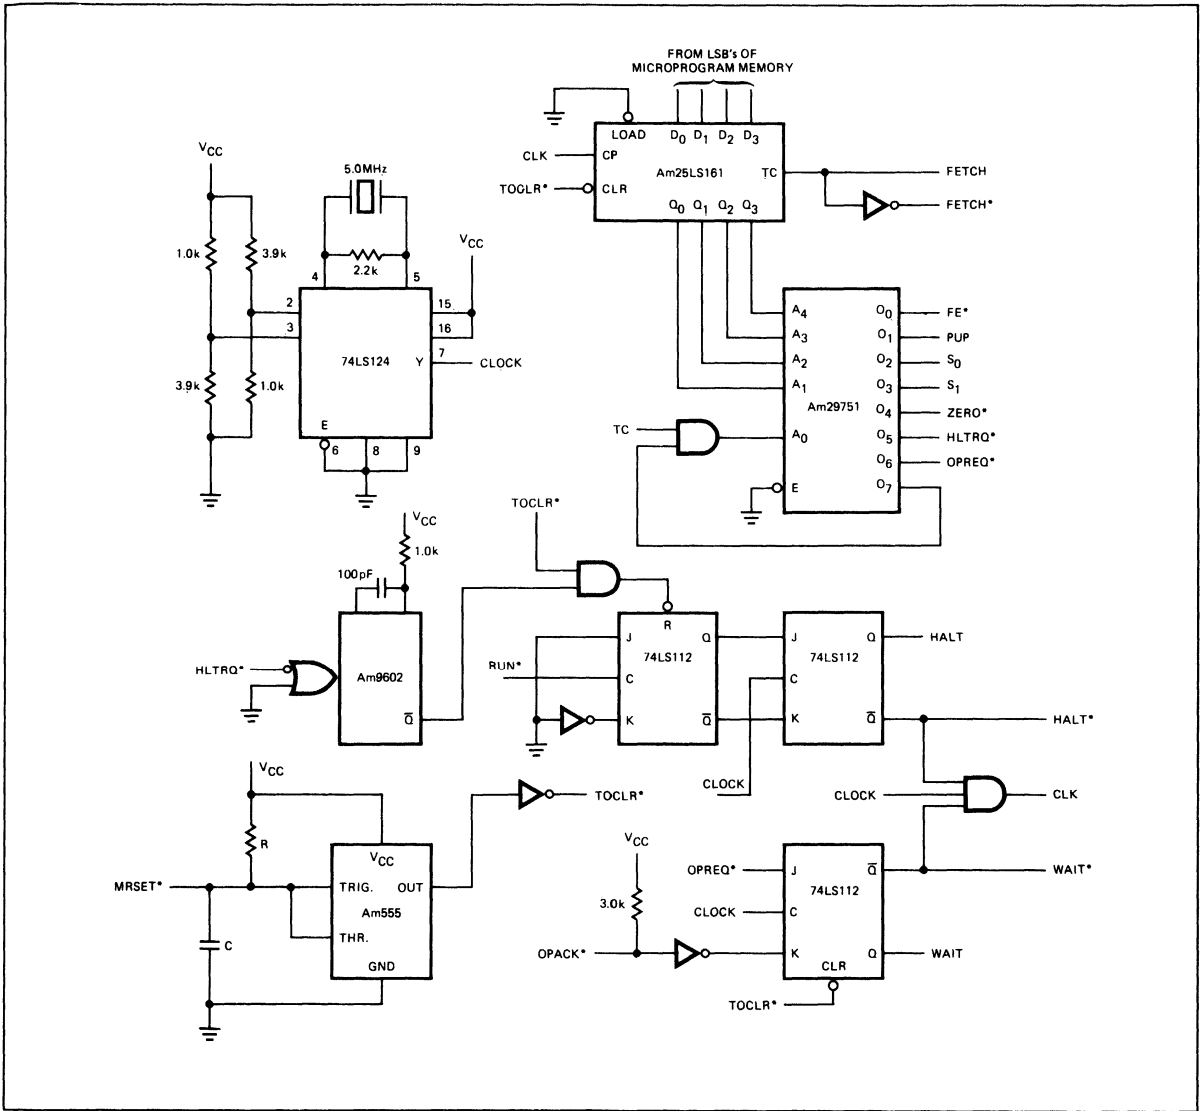 FROM LSB's OF
MICROPROGRAM MEMORY
LOAD D0 D1 D2 D3
CLK CP
Am25LS161 TC FETCH
TOCLR* CLR
Q0 Q1 Q2 Q3
FETCH*
VCC
5.0MHz
1.0k 3.9k
2.2k
VCC
4 5
2 15
3 16
7
74LS124 Y CLOCK
3.9k 1.0k
E
6 8 9
A4 O0 FE*
A3 O1 PUP
A2 O2 S0
A1 O3 S1
Am29751
O4 ZERO*
TC A0 O5 HLTRQ*
O6 OPREQ*
E O7
TOCLR*
VCC
1.0k
100pF
HLTRQ* Am9602
Q
R
J Q J Q HALT
74LS112 74LS112
RUN* C C
K Q K Q HALT*
CLOCK
CLOCK CLK
VCC
TOCLR*
R
VCC
MRSET* TRIG. OUT
Am555
C THR.
GND
VCC
3.0k
OPREQ* J Q WAIT*
74LS112
CLOCK C
OPACK* K Q WAIT
CLR
TOCLR*